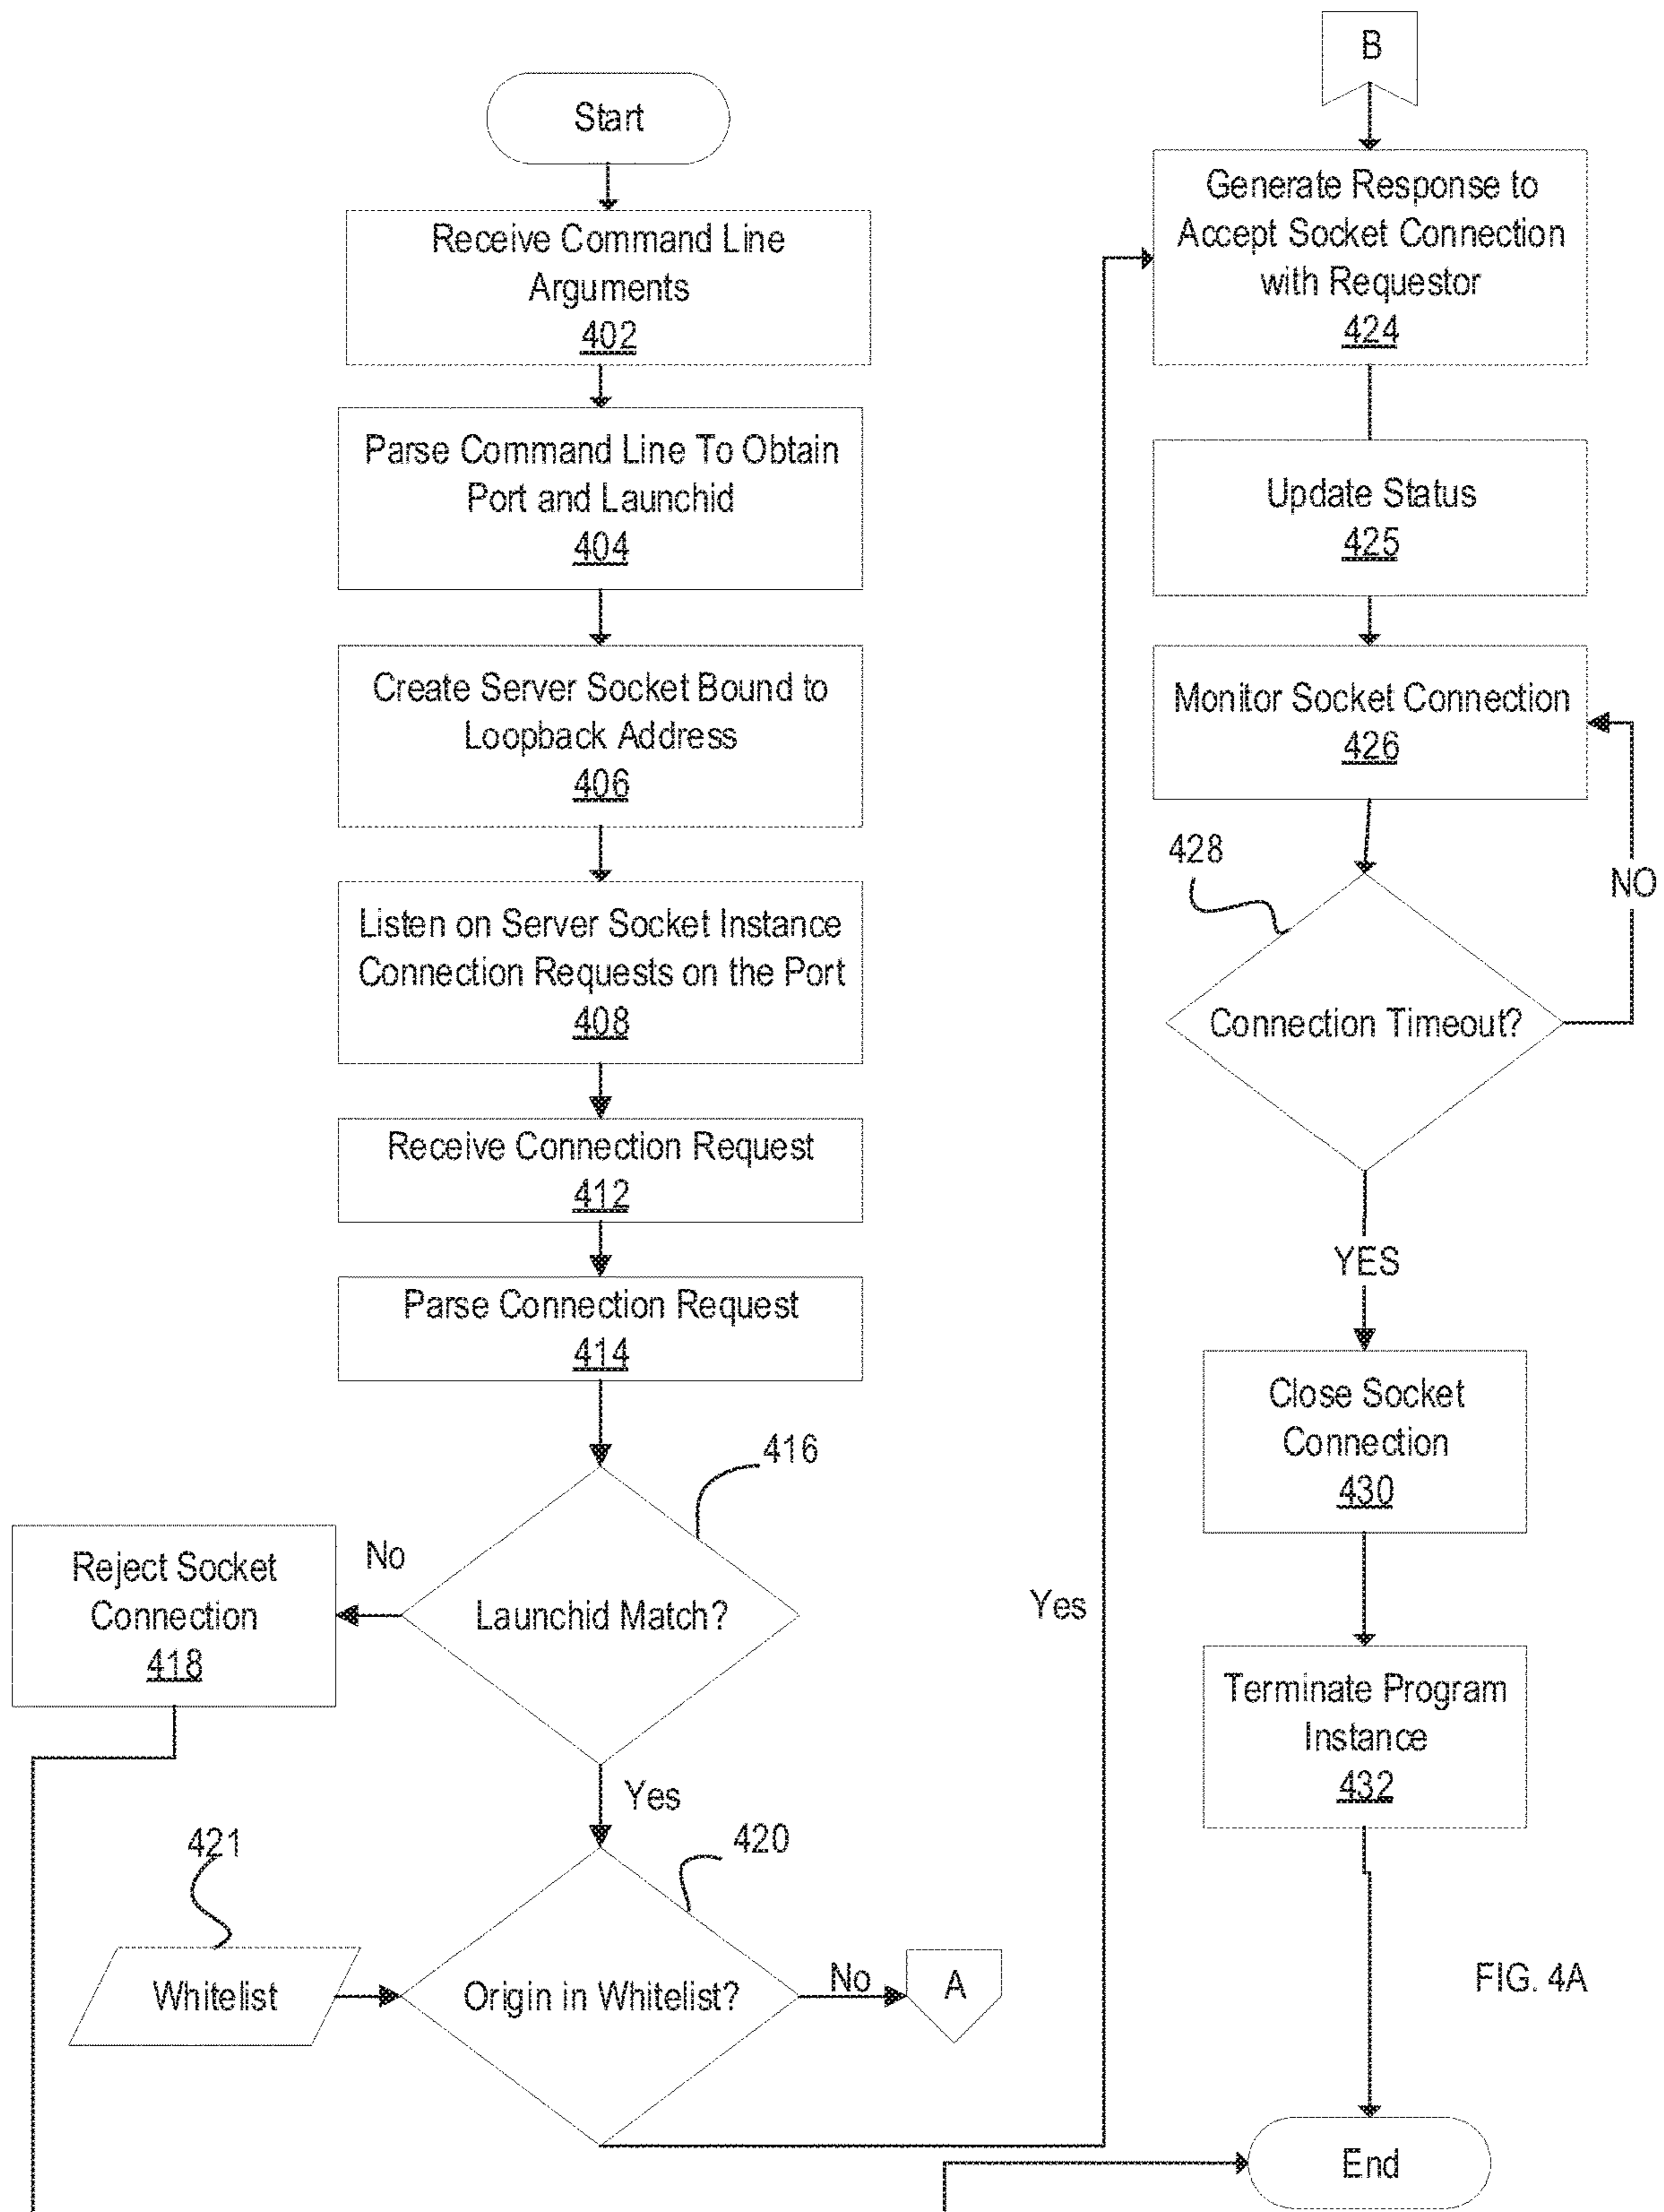 Start
Receive Command Line
Arguments
402
Parse Command Line To Obtain
Port and Launchid
404
Create Server Socket Bound to
Loopback Address
406
Listen on Server Socket Instance
Connection Requests on the Port
408
Receive Connection Request
412
Parse Connection Request
414
416
Launchid Match?
No
Reject Socket
Connection
418
Yes
420
421
Whitelist
Origin in Whitelist?
No
A
Yes
B
Generate Response to
Accept Socket Connection
with Requestor
424
Update Status
425
Monitor Socket Connection
426
428
NO
Connection Timeout?
YES
Close Socket
Connection
430
Terminate Program
Instance
432
FIG. 4A
End